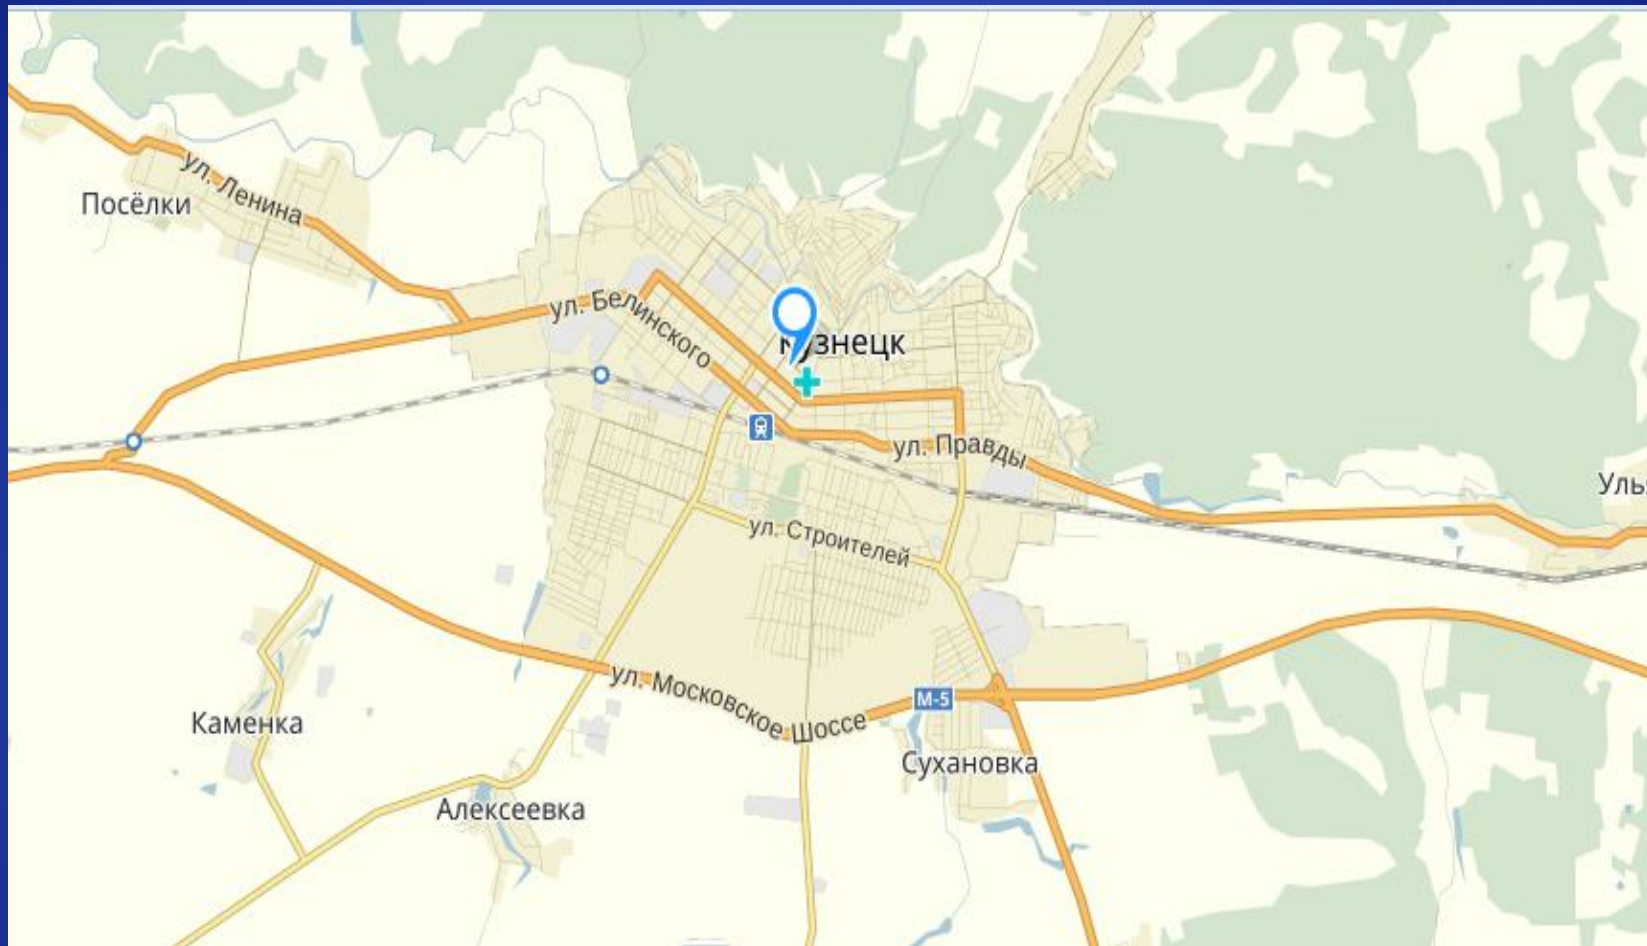 Посёлки
ул. Ленина
ул. Белинского
Кузнецк
ул. Правды
Уль
ул. Строителей
ул. Московское Шоссе
М-5
Каменка
Сухановка
Алексеевка